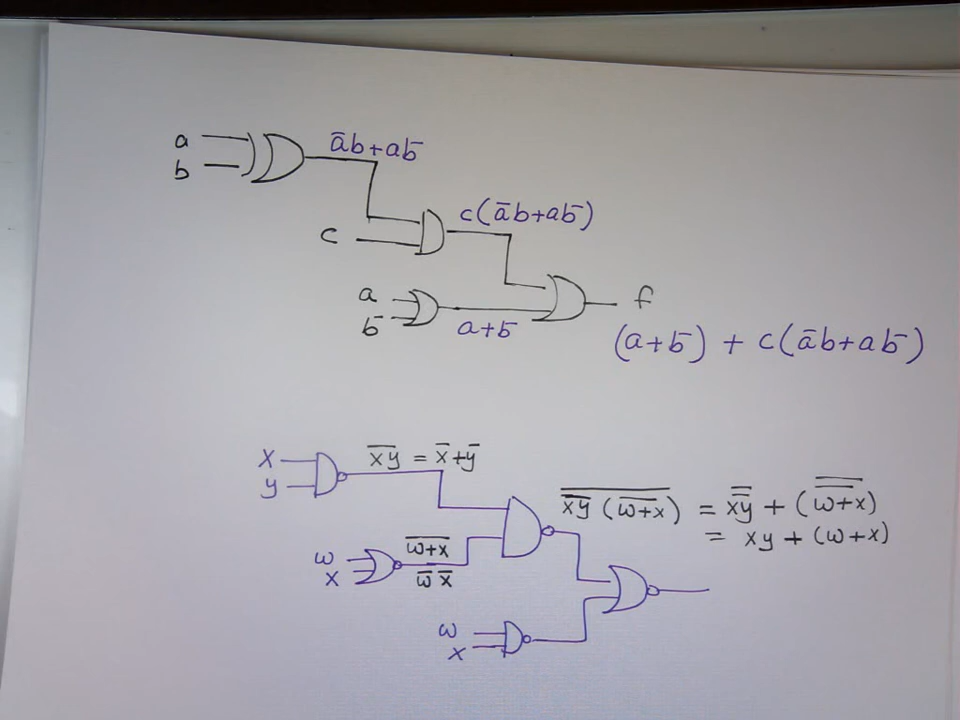 a
b
āb+ab̄
c
c(āb+ab̄)
a
b̄
a+b̄
f
(a+b̄) + c(āb+ab̄)
x
y
x̅y̅ = x̄+ȳ
w
x
w̅+̅x̅
w̄ x̄
x̿y̿ ̅(̅w̿+̿x̿)̅ = x̿y̿ + (w̿+̿x̿)
= xy + (w+x)
w
x